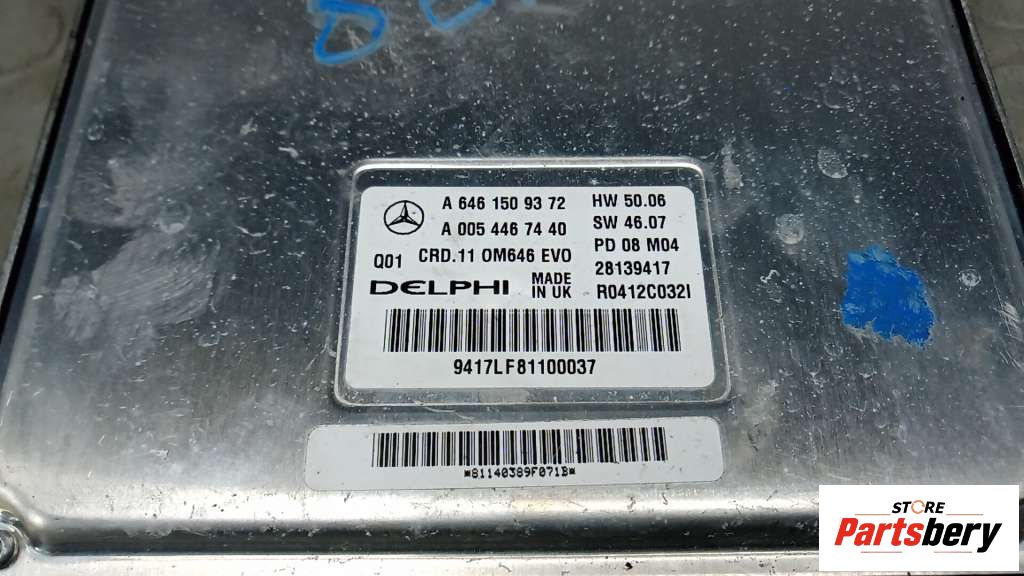 A 646 150 93 72 HW 50.06
A 005 446 74 40 SW 46.07
PD 08 M04
Q01 CRD.11 OM646 EVO 28139417
DELPHI MADE IN UK R0412C032I
9417LF81100037
*81140389F071B*
STORE
Partsbery